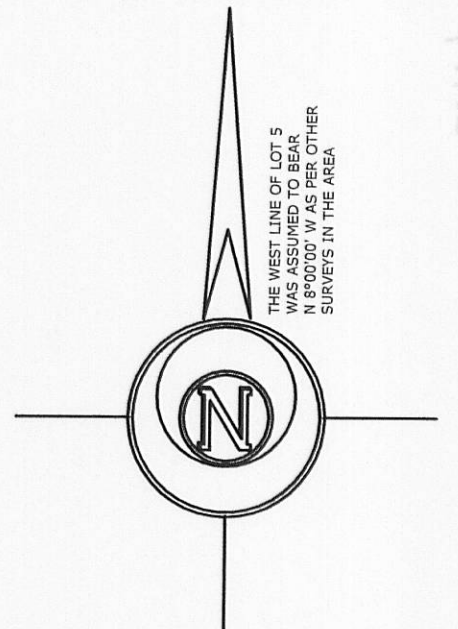 THE WEST LINE OF LOT 5
WAS ASSUMED TO BEAR
N 8°00'00' W AS PER OTHER
SURVEYS IN THE AREA
N